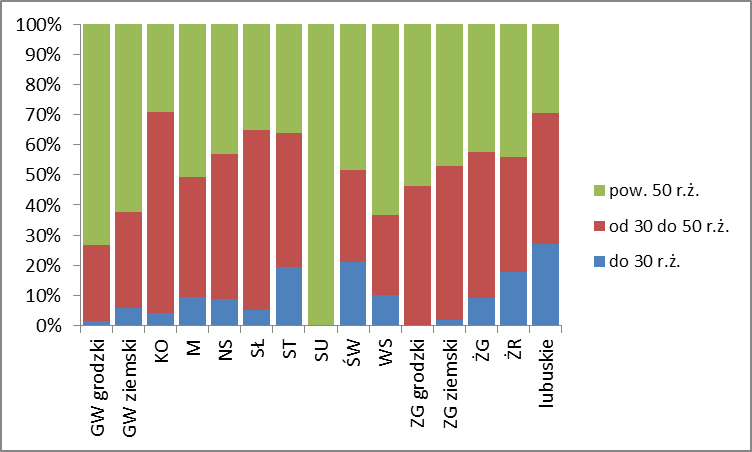 100%
90%
80%
70%
60%
50%
40%
30%
20%
10%
0%
pow. 50 r.ż.
od 30 do 50 r.ż.
do 30 r.ż.
GW grodzki
GW ziemski
KO
M
NS
SŁ
ST
SU
ŚW
WS
ZG grodzki
ZG ziemski
ŻG
ŻR
lubuskie